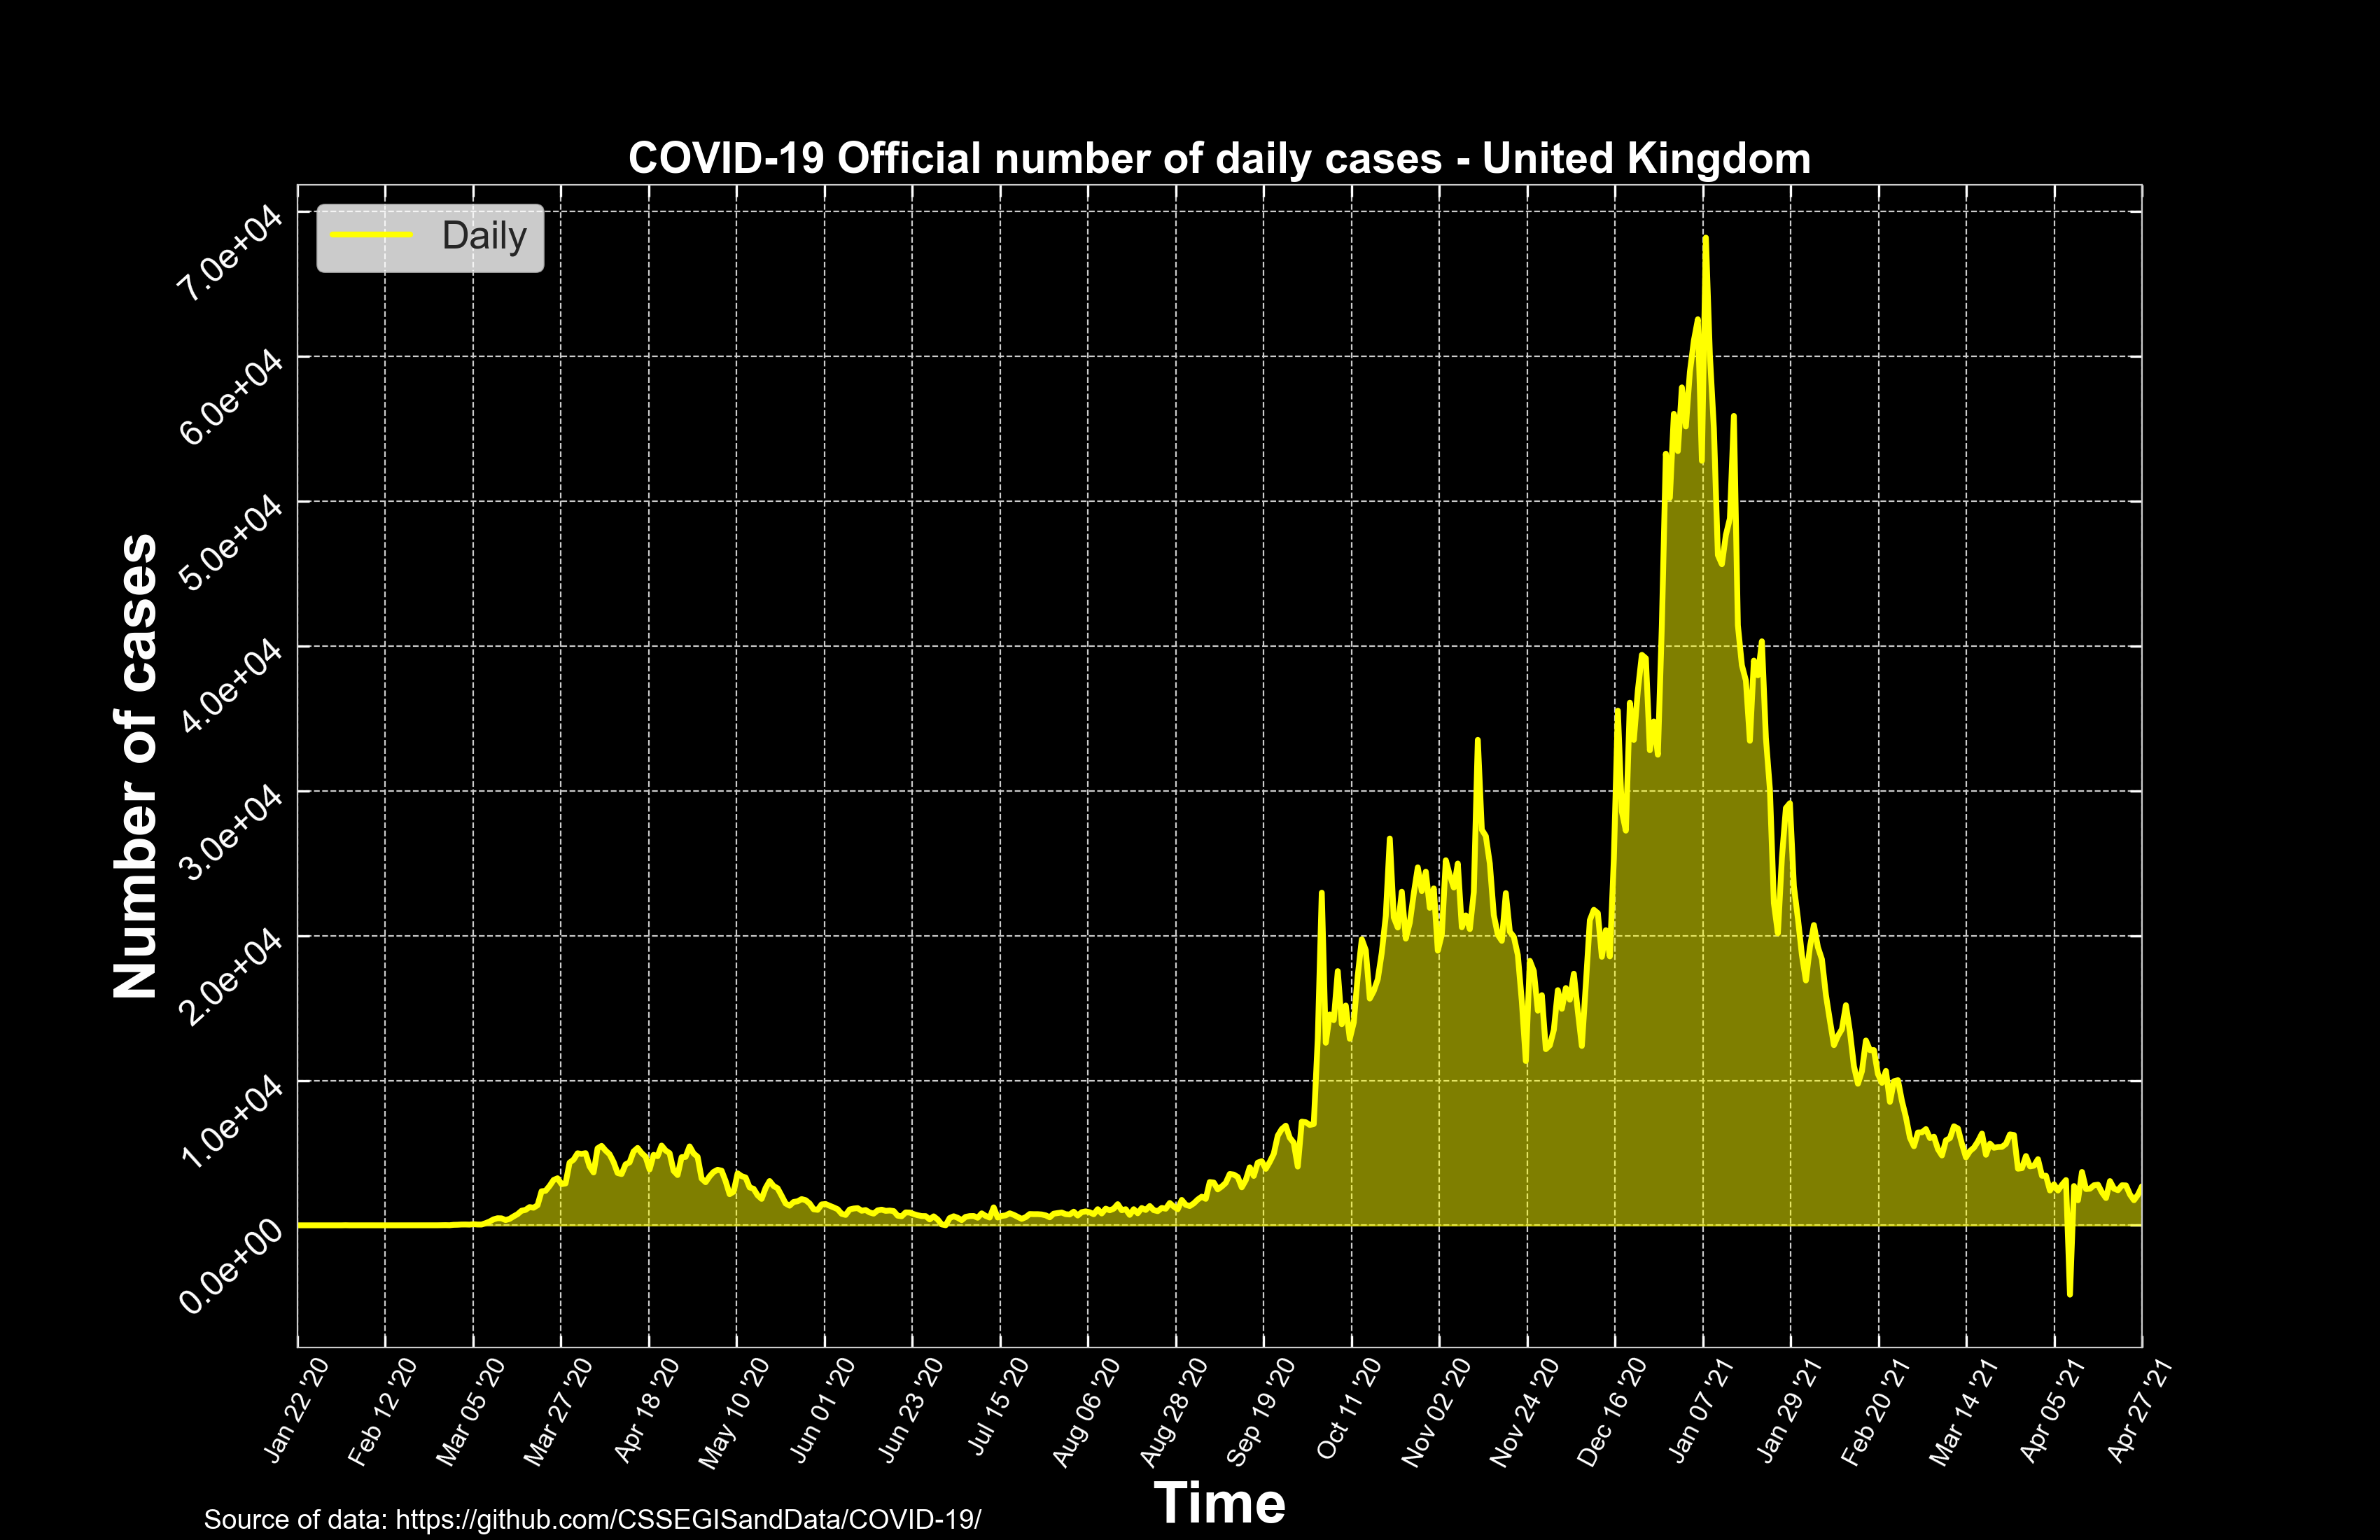 COVID-19 Official number of daily cases - United Kingdom
Daily
Number of cases
7.0e+04
6.0e+04
5.0e+04
4.0e+04
3.0e+04
2.0e+04
1.0e+04
0.0e+00
Jan 22 '20
Feb 12 '20
Mar 05 '20
Mar 27 '20
Apr 18 '20
May 10 '20
Jun 01 '20
Jun 23 '20
Jul 15 '20
Aug 06 '20
Aug 28 '20
Sep 19 '20
Oct 11 '20
Nov 02 '20
Nov 24 '20
Dec 16 '20
Jan 07 '21
Jan 29 '21
Feb 20 '21
Mar 14 '21
Apr 05 '21
Apr 27 '21
Time
Source of data: https://github.com/CSSEGISandData/COVID-19/